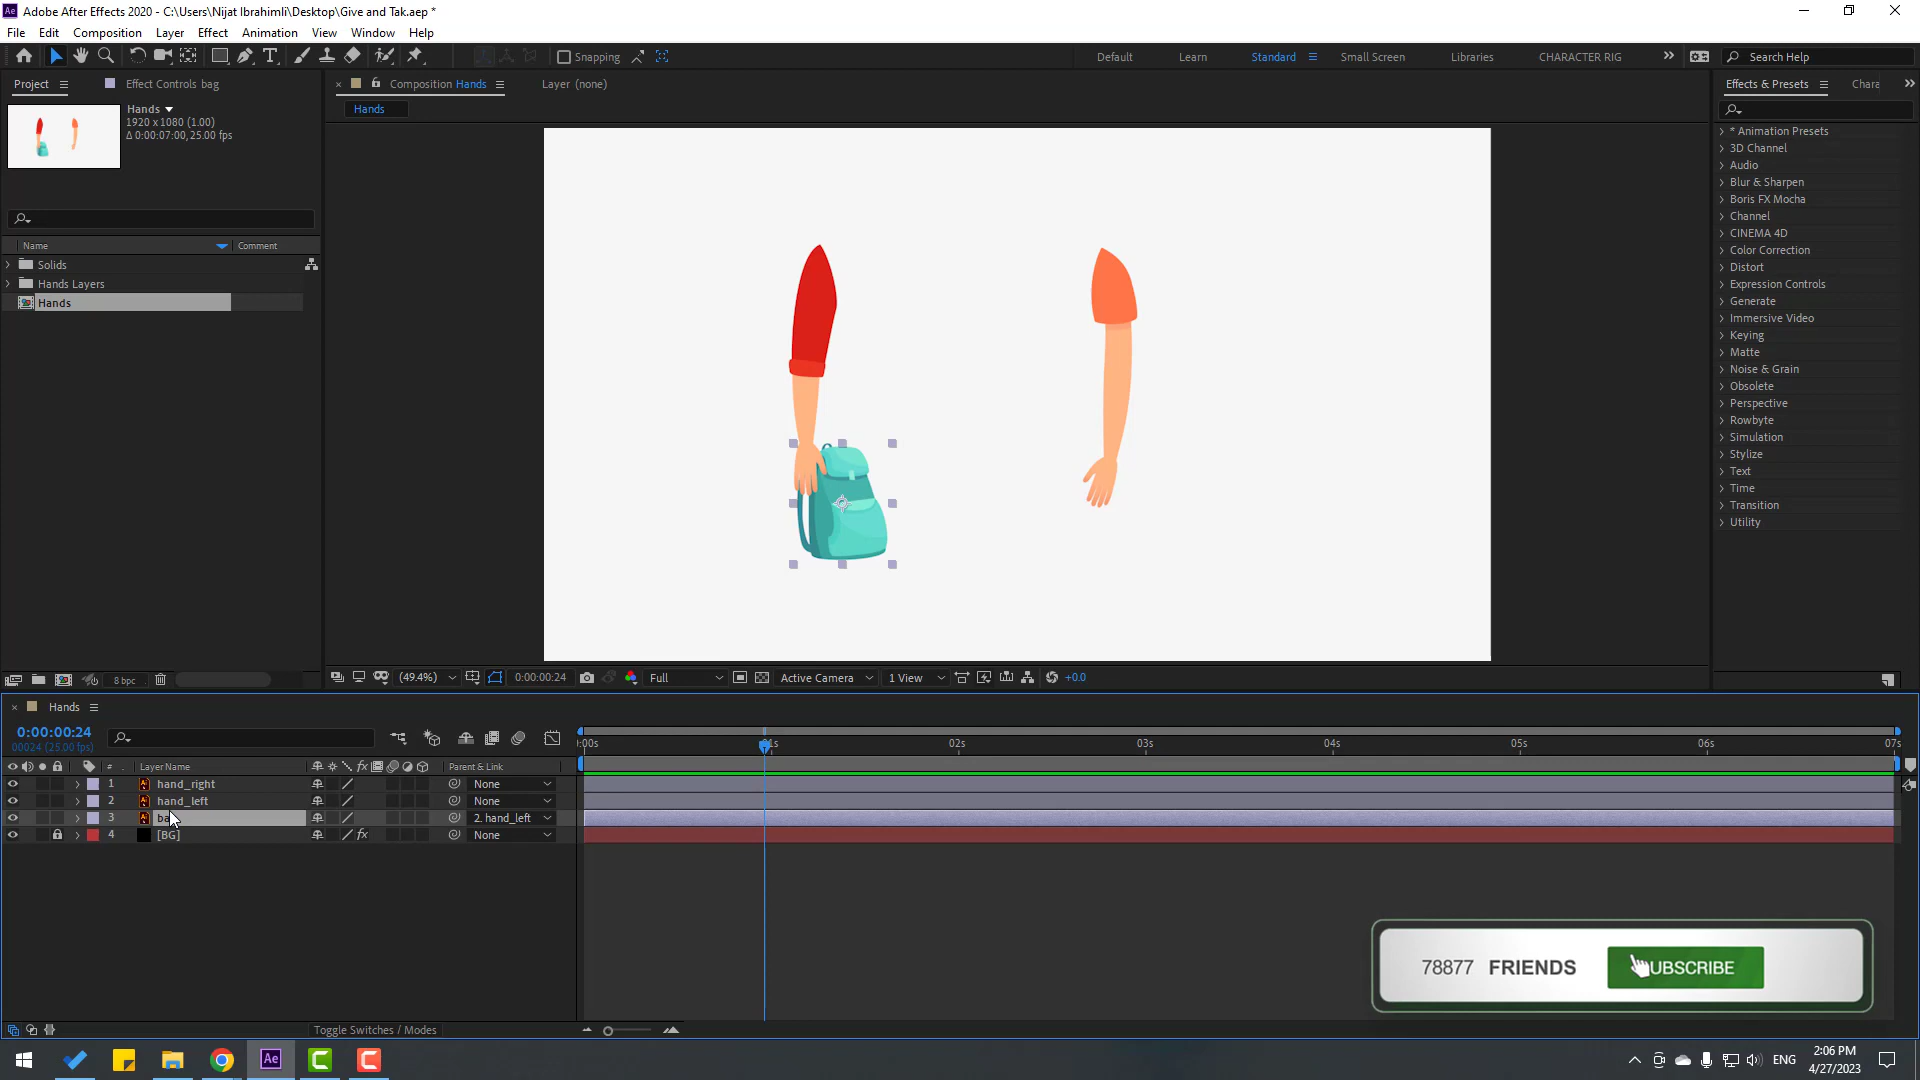 Adobe After Effects 2020 - C:\Users\Nijat Ibrahimli\Desktop\Give and Tak.aep *
File Edit Composition Layer Effect Animation View Window Help
Snapping Default Learn Standard Small Screen Libraries CHARACTER RIG Search Help
Project Effect Controls bag Composition Hands Layer (none) Effects & Presets Chara
Hands
Hands
1920 x 1080 (1.00)
Δ 0:00:07:00, 25.00 fps
Name Comment
Solids
Hands Layers
Hands
* Animation Presets
3D Channel
Audio
Blur & Sharpen
Boris FX Mocha
Channel
CINEMA 4D
Color Correction
Distort
Expression Controls
Generate
Immersive Video
Keying
Matte
Noise & Grain
Obsolete
Perspective
Rowbyte
Simulation
Stylize
Text
Time
Transition
Utility
8 bpc (49.4%) 0:00:00:24 Full Active Camera 1 View +0.0
Hands
0:00:00:24
00024 (25.00 fps)
:00s 02s 03s 04s 05s 06s 07s
# Layer Name Parent & Link
1 hand_right None
2 hand_left None
3 ba 2. hand_left
4 [BG] None
78877 FRIENDS UBSCRIBE
Toggle Switches / Modes
ENG
2:06 PM
4/27/2023